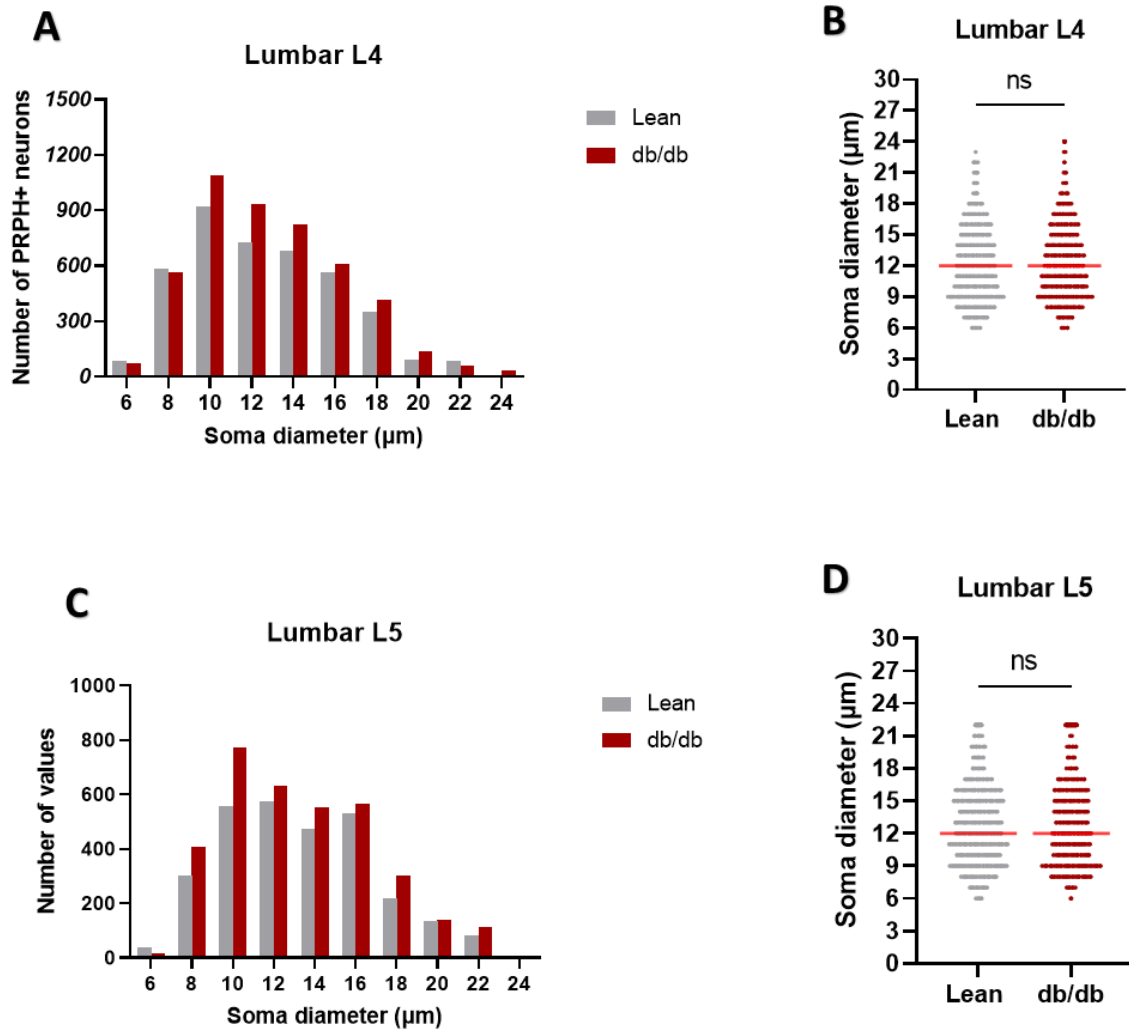 A
Lumbar L4
Number of PRPH+ neurons
1500
1200
900
600
300
0
6 8 10 12 14 16 18 20 22 24
Soma diameter (µm)
Lean
db/db
B
Lumbar L4
ns
Soma diameter (µm)
30
27
24
21
18
15
12
9
6
3
0
Lean db/db
C
Lumbar L5
Number of values
1000
800
600
400
200
0
6 8 10 12 14 16 18 20 22 24
Soma diameter (µm)
Lean
db/db
D
Lumbar L5
ns
Soma diameter (µm)
30
27
24
21
18
15
12
9
6
3
0
Lean db/db